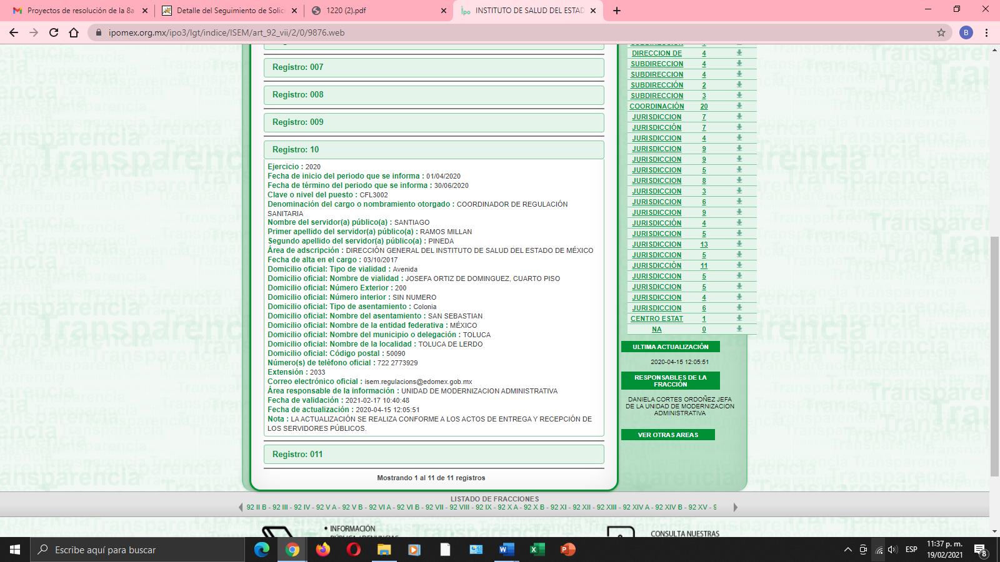 Proyectos de resolución de la 8a
Detalle del Seguimiento de Solic
1220 (2).pdf
ipo
INSTITUTO DE SALUD DEL ESTAD
ipomex.org.mx/ipo3/lgt/indice/ISEM/art_92_vii/2/0/9876.web
B
Registro: 007
Registro: 008
Registro: 009
Registro: 10
Ejercicio : 2020
Fecha de inicio del periodo que se informa : 01/04/2020
Fecha de término del periodo que se informa : 30/06/2020
Clave o nivel del puesto : CFL3002
Denominación del cargo o nombramiento otorgado : COORDINADOR DE REGULACIÓN
SANITARIA
Nombre del servidor(a) público(a) : SANTIAGO
Primer apellido del servidor(a) público(a) : RAMOS MILLAN
Segundo apellido del servidor(a) público(a) : PINEDA
Área de adscripción : DIRECCIÓN GENERAL DEL INSTITUTO DE SALUD DEL ESTADO DE MÉXICO
Fecha de alta en el cargo : 03/10/2017
Domicilio oficial: Tipo de vialidad : Avenida
Domicilio oficial: Nombre de vialidad : JOSEFA ORTIZ DE DOMINGUEZ, CUARTO PISO
Domicilio oficial: Número Exterior : 200
Domicilio oficial: Número interior : SIN NUMERO
Domicilio oficial: Tipo de asentamiento : Colonia
Domicilio oficial: Nombre del asentamiento : SAN SEBASTIAN
Domicilio oficial: Nombre de la entidad federativa : MÉXICO
Domicilio oficial: Nombre del municipio o delegación : TOLUCA
Domicilio oficial: Nombre de la localidad : TOLUCA DE LERDO
Domicilio oficial: Código postal : 50090
Número(s) de teléfono oficial : 722 2773929
Extensión : 2033
Correo electrónico oficial : isem.regulacions@edomex.gob.mx
Área responsable de la información : UNIDAD DE MODERNIZACION ADMINISTRATIVA
Fecha de validación : 2021-02-17 10:40:48
Fecha de actualización : 2020-04-15 12:05:51
Nota : LA ACTUALIZACIÓN SE REALIZA CONFORME A LOS ACTOS DE ENTREGA Y RECEPCIÓN DE
LOS SERVIDORES PÚBLICOS.
Registro: 011
Mostrando 1 al 11 de 11 registros
DIRECCION DE 4
SUBDIRECCION 4
SUBDIRECCION 4
SUBDIRECCIÓN 2
SUBDIRECCION 3
COORDINACIÓN 20
JURISDICCION 7
JURISDICCIÓN 7
JURISDICCION 4
JURISDICCION 9
JURISDICCION 9
JURISDICCION 5
JURISDICCION 8
JURISDICCION 3
JURISDICCION 6
JURISDICCION 9
JURISDICCIÓN 4
JURISDICCION 5
JURISDICCION 13
JURISDICCION 5
JURISDICCIÓN 11
JURISDICCION 5
JURISDICCION 5
JURISDICCION 4
JURISDICCION 6
CENTRO ESTAT 1
NA 0
ULTIMA ACTUALIZACIÓN
2020-04-15 12:05:51
RESPONSABLES DE LA
FRACCIÓN
DANIELA CORTES ORDOÑEZ JEFA
DE LA UNIDAD DE MODERNIZACION
ADMINISTRATIVA
VER OTRAS AREAS
LISTADO DE FRACCIONES
92 II B - 92 III - 92 IV - 92 V A - 92 V B - 92 VI A - 92 VI B - 92 VII - 92 VIII - 92 IX - 92 X A - 92 X B - 92 XI - 92 XII - 92 XIII - 92 XIV A - 92 XIV B - 92 XV - 9
• INFORMACIÓN
CONSULTA NUESTRAS
Escribe aquí para buscar
ESP
11:37 p. m.
19/02/2021
8